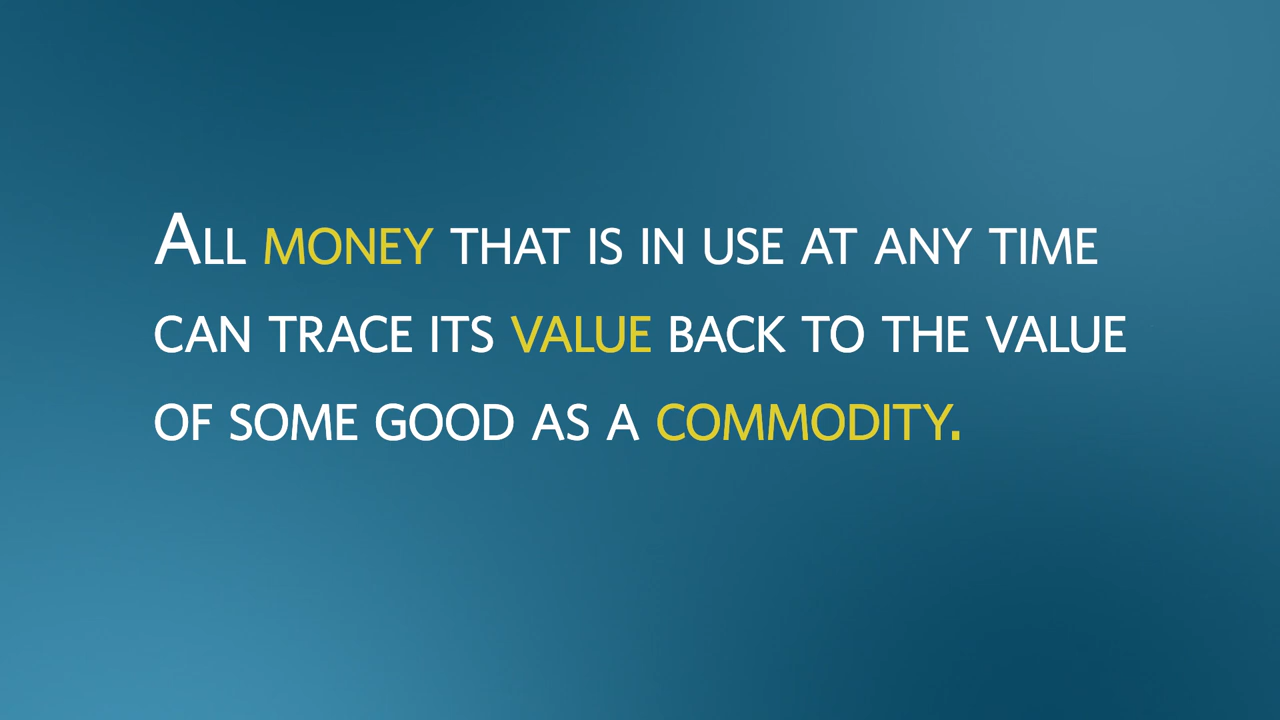 All money that is in use at any time
can trace its value back to the value
of some good as a commodity.